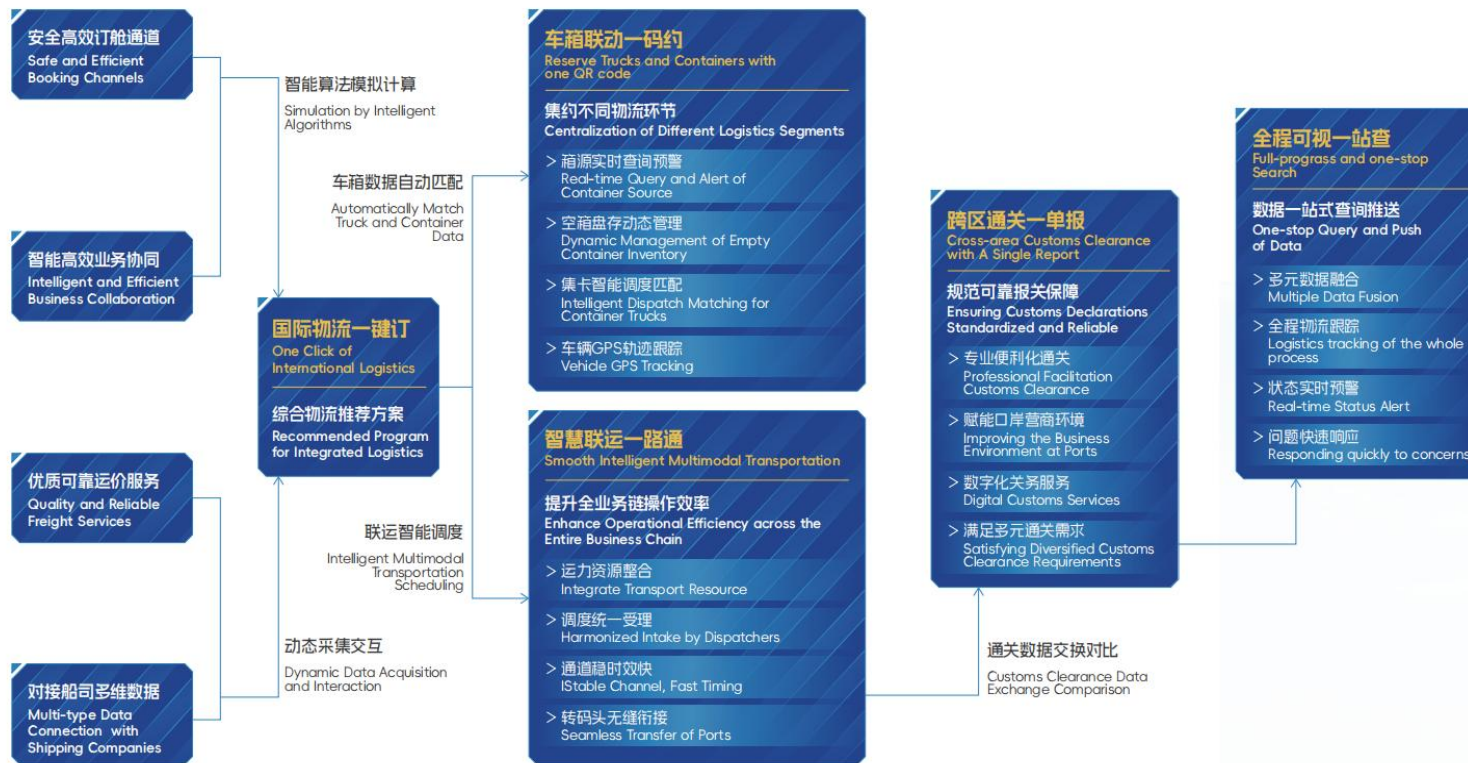 安全高效订舱通道
Safe and Efficient
Booking Channels
智能高效业务协同
Intelligent and Efficient
Business Collaboration
优质可靠运价服务
Quality and Reliable
Freight Services
对接船司多维数据
Multi-type Data
Connection with
Shipping Companies
智能算法模拟计算
Simulation by Intelligent
Algorithms
动态采集交互
Dynamic Data Acquisition
and Interaction
国际物流一键订
One Click of
International Logistics
综合物流推荐方案
Recommended Program
for Integrated Logistics
车箱数据自动匹配
Automatically Match
Truck and Container
Data
联运智能调度
Intelligent Multimodal
Transportation
Scheduling
车箱联动一码约
Reserve Trucks and Containers with
one QR code
集约不同物流环节
Centralization of Different Logistics Segments
> 箱源实时查询预警
Real-time Query and Alert of
Container Source
> 空箱盘存动态管理
Dynamic Management of Empty
Container Inventory
> 集卡智能调度匹配
Intelligent Dispatch Matching for
Container Trucks
> 车辆GPS轨迹跟踪
Vehicle GPS Tracking
智慧联运一路通
Smooth Intelligent Multimodal Transportation
提升全业务链操作效率
Enhance Operational Efficiency across the
Entire Business Chain
> 运力资源整合
Integrate Transport Resource
> 调度统一受理
Harmonized Intake by Dispatchers
> 通道稳时效快
IStable Channel, Fast Timing
> 转码头无缝衔接
Seamless Transfer of Ports
通关数据交换对比
Customs Clearance Data
Exchange Comparison
跨区通关一单报
Cross-area Customs Clearance
with A Single Report
规范可靠报关保障
Ensuring Customs Declarations
Standardized and Reliable
> 专业便利化通关
Professional Facilitation
Customs Clearance
> 赋能口岸营商环境
Improving the Business
Environment at Ports
> 数字化关务服务
Digital Customs Services
> 满足多元通关需求
Satisfying Diversified Customs
Clearance Requirements
全程可视一站查
Full-prograss and one-stop
Search
数据一站式查询推送
One-stop Query and Push
of Data
> 多元数据融合
Multiple Data Fusion
> 全程物流跟踪
Logistics tracking of the whole
process
> 状态实时预警
Real-time Status Alert
> 问题快速响应
Responding quickly to concerns